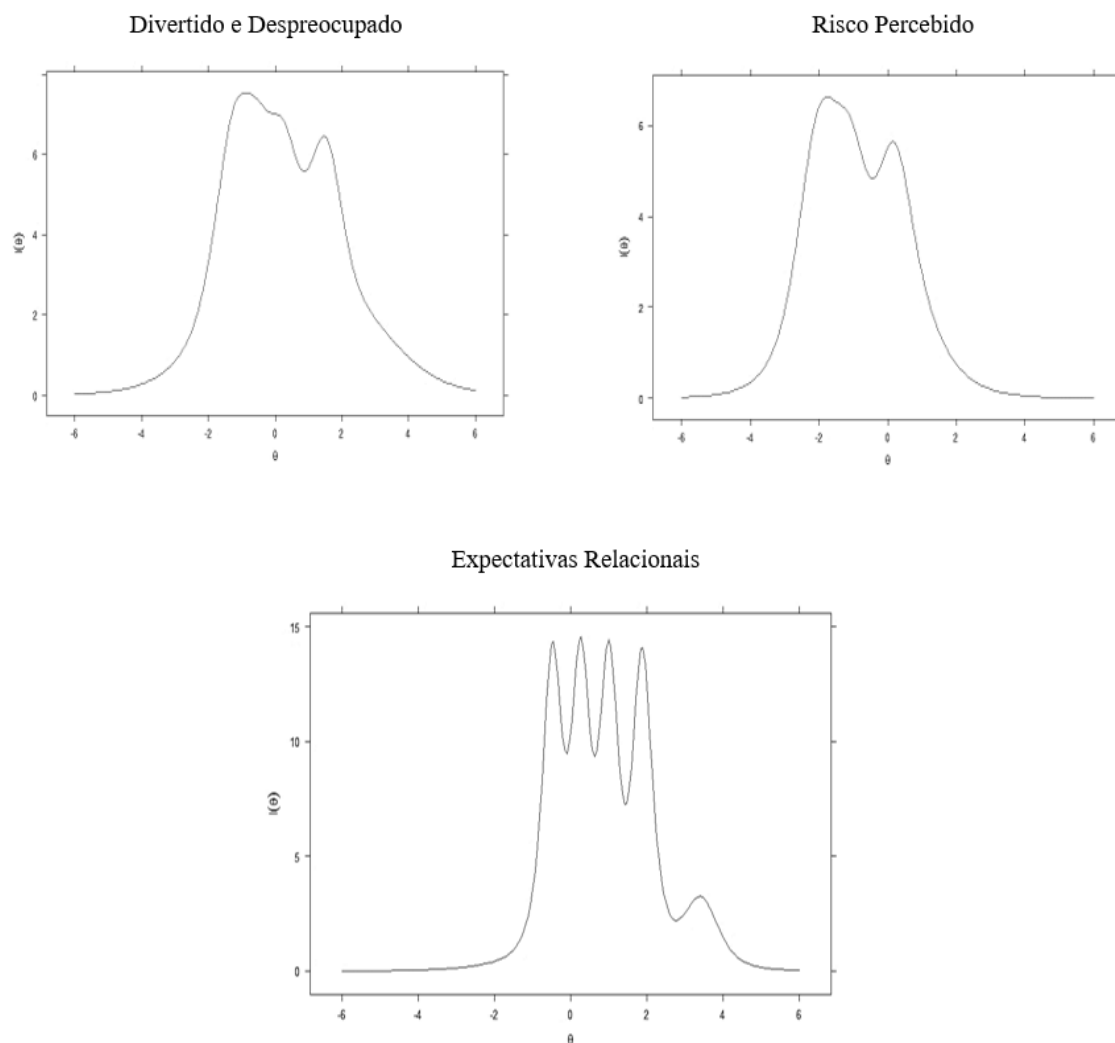 Divertido e Despreocupado
Risco Percebido
6
4
2
0
I(θ)
-6 -4 -2 0 2 4 6
θ
6
4
2
0
I(θ)
-6 -4 -2 0 2 4 6
θ
Expectativas Relacionais
15
10
5
0
I(θ)
-6 -4 -2 0 2 4 6
θ